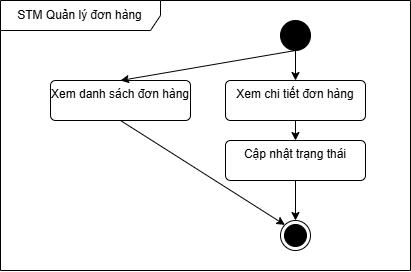 STM Quản lý đơn hàng
Xem danh sách đơn hàng
Xem chi tiết đơn hàng
Cập nhật trạng thái